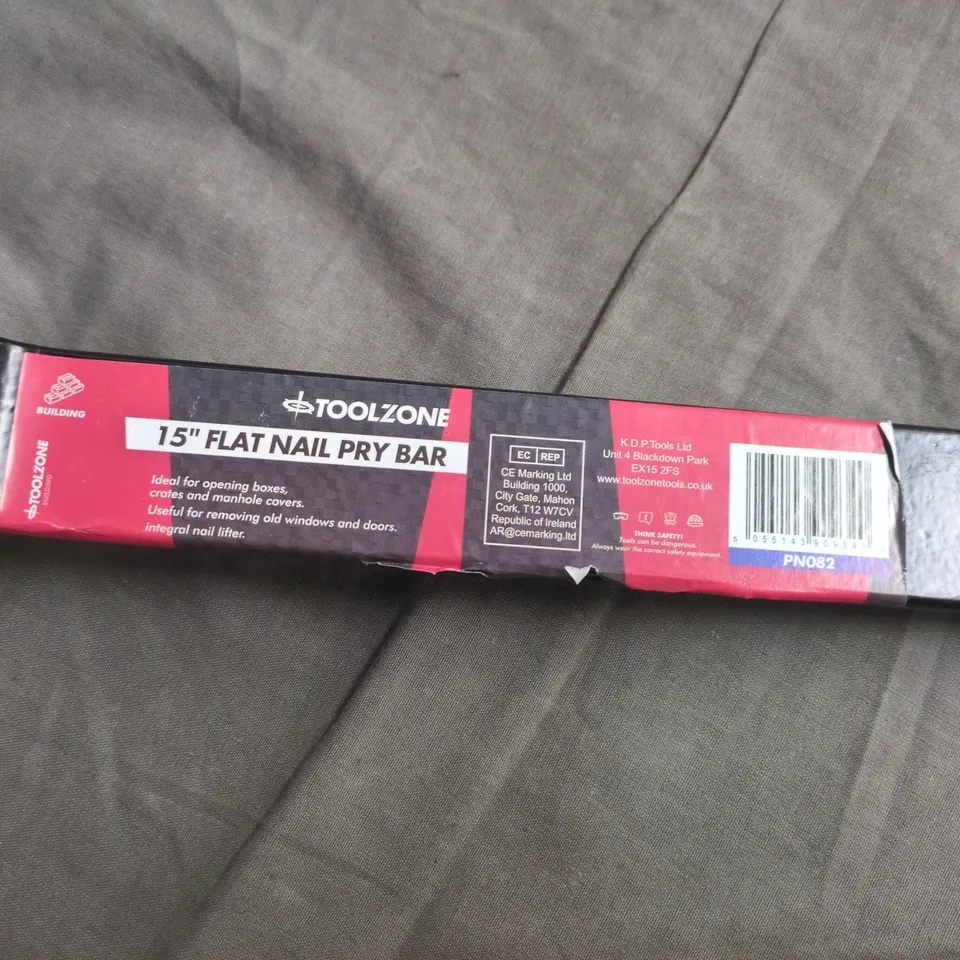 BUILDING
TOOLZONE
BUILDING
TOOLZONE
15" FLAT NAIL PRY BAR
Ideal for opening boxes,
crates and manhole covers.
Useful for removing old windows and doors.
integral nail lifter.
EC REP
CE Marking Ltd
Building 1000,
City Gate, Mahon
Cork, T12 W7CV
Republic of Ireland
AR@cemarking.ltd
K.D.P.Tools Ltd
Unit 4 Blackdown Park
EX15 2FS
www.toolzonetools.co.uk
THINK SAFETY!
Tools can be dangerous.
Always wear the correct safety equipment
6 055143 909341
PN082